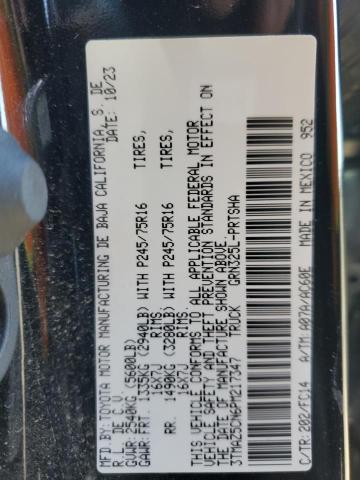 MFD. BY: TOYOTA MOTOR MANUFACTURING DE BAJA CALIFORNIA, S. DE
R.L. DE C.V. DATE: 10/23
GVWR: 2540KG (5600LB)
GAWR: FRT. 1335KG (2940LB) WITH P245/75R16 TIRES,
16X7J RIMS
RR. 1490KG (3280LB) WITH P245/75R16 TIRES,
16X7J RIMS
THIS VEHICLE CONFORMS TO ALL APPLICABLE FEDERAL MOTOR
VEHICLE SAFETY AND THEFT PREVENTION STANDARDS IN EFFECT ON
THE DATE OF MANUFACTURE SHOWN ABOVE.
3TMAZ5CN6PM217347 TRUCK GRN325L-PRTSHA
C/TR:202/FC14 A/TM:A07A/AC60E MADE IN MEXICO 952